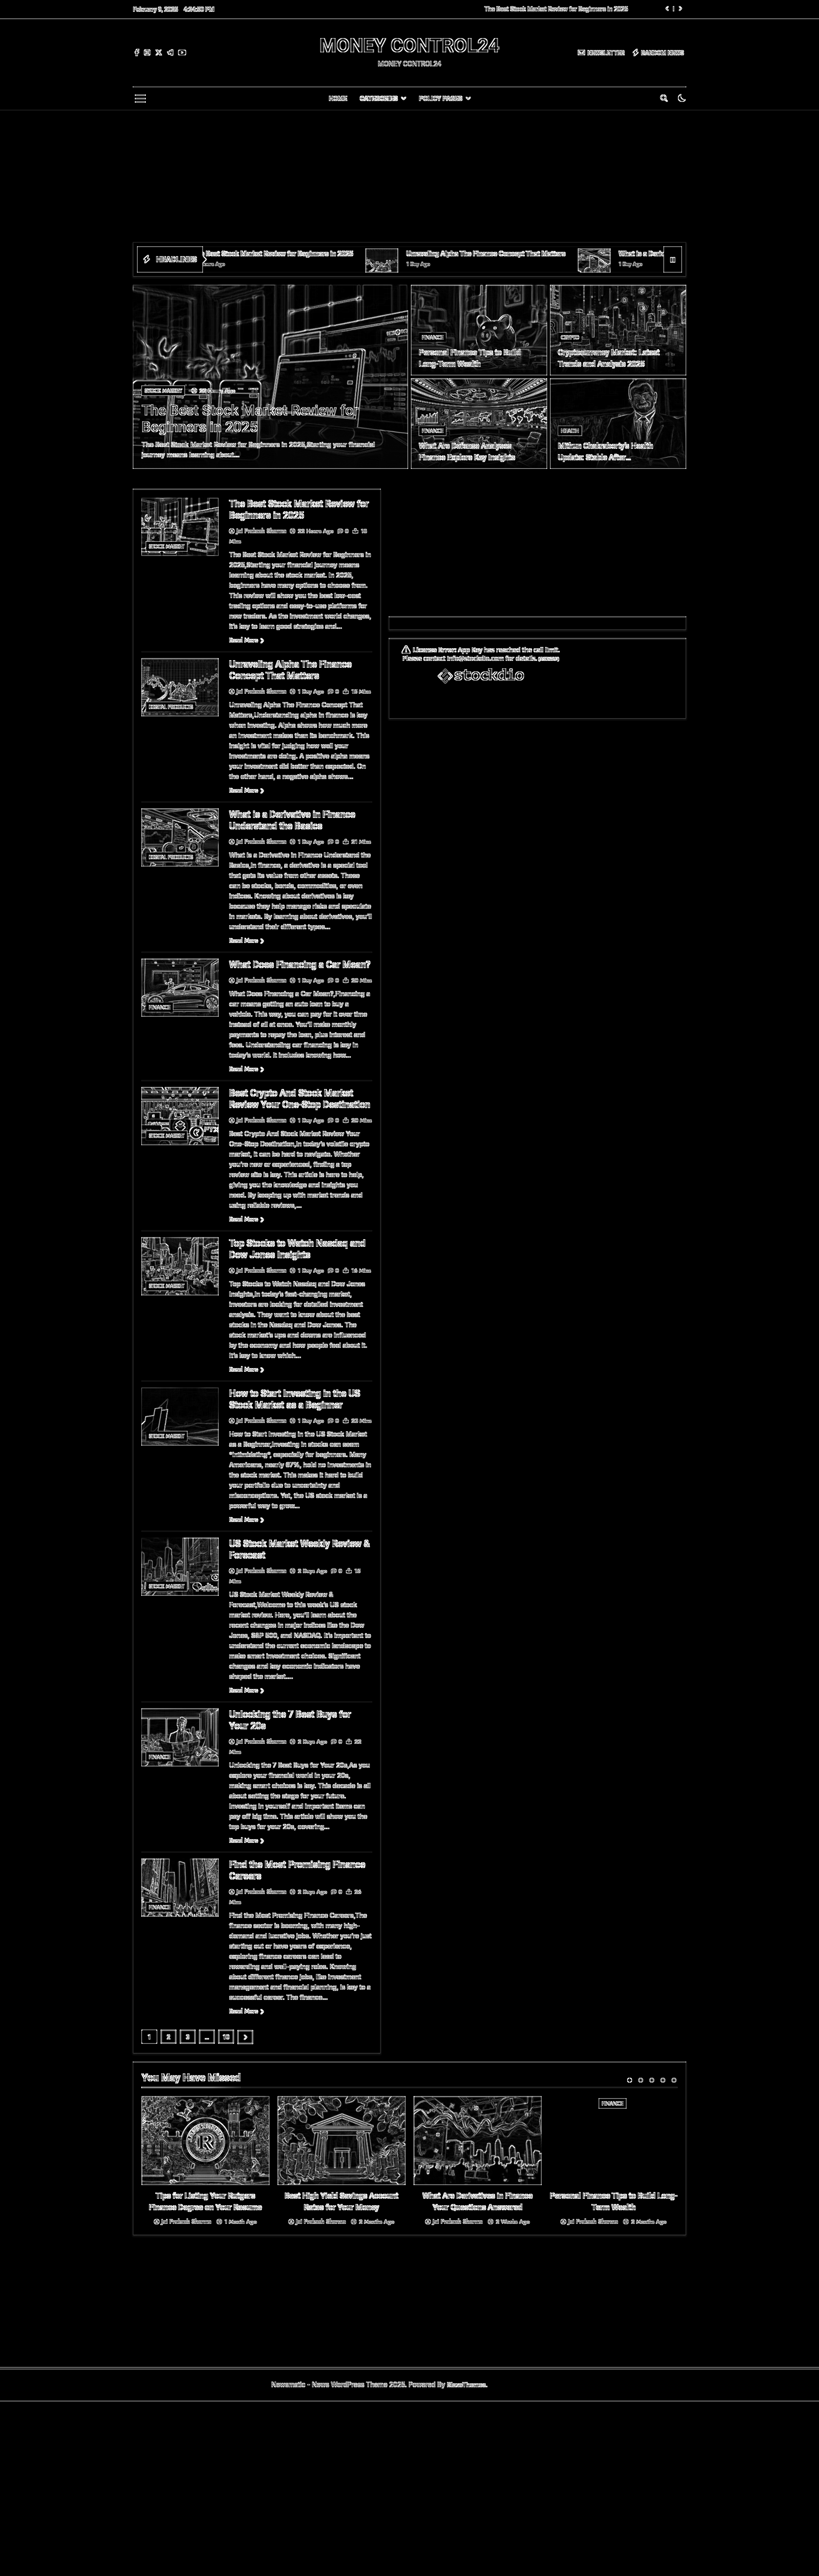 The Best Stock Market Review for Beginners in 2025
MONEY CONTROL24
MONEY CONTROL24
NEWSLETTER
RANDOM NEWS
HOME
CATEGORIES
POLICY PAGES
HEADLINES
Best Stock Market Review for Beginners in 2025
Unraveling Alpha The Finance Concept That Matters
1 Day Ago
What is a
1 Day Ago
STOCK MARKET
The Best Stock Market Review for
Beginners in 2025
The Best Stock Market Review for Beginners in 2025,Starting your financial
journey means learning about...
FINANCE
Personal Finance Tips to Build
Long-Term Wealth
CRYPTO
Cryptocurrency Market: Latest
Trends and Analysis 2025
FINANCE
What Are Defense Analyses
Finance Explore Key Insights
HEALTH
Mithun Chakraborty's Health
Update: Stable After...
STOCK MARKET
The Best Stock Market Review for
Beginners in 2025
Jai Prakash Sharma 22 Hours Ago 0
Mins
The Best Stock Market Review for Beginners in
2025,Starting your financial journey means
learning about the stock market. In 2025,
beginners have many options to choose from.
This review will show you the best low-cost
trading options and easy-to-use platforms for
new traders. As the investment world changes,
it's key to learn good strategies and...
Read More
DIGITAL PRODUCTS
Unraveling Alpha The Finance
Concept That Matters
Jai Prakash Sharma 1 Day Ago 0 15 Mins
Unraveling Alpha The Finance Concept That
Matters,Understanding alpha in finance is key
when investing. Alpha shows how much more
an investment makes than its benchmark. This
insight is vital for judging how well your
investments are doing. A positive alpha means
your investment did better than expected. On
the other hand, a negative alpha shows...
Read More
DIGITAL PRODUCTS
What is a Derivative in Finance
Understand the Basics
Jai Prakash Sharma 1 Day Ago 0 21 Mins
What is a Derivative in Finance Understand the
Basics,In finance, a derivative is a special tool
that gets its value from other assets. These
can be stocks, bonds, commodities, or even
indices. Knowing about derivatives is key
because they help manage risks and speculate
in markets. By learning about derivatives, you'll
understand their different types...
Read More
FINANCE
What Does Financing a Car Mean?
Jai Prakash Sharma 1 Day Ago 0 20 Mins
What Does Financing a Car Mean?,Financing a
car means getting an auto loan to buy a
vehicle. This way, you can pay for it over time
instead of all at once. You'll make monthly
payments to repay the loan, plus interest and
fees. Understanding car financing is key in
today's world. It includes knowing how...
Read More
STOCK MARKET
Best Crypto And Stock Market
Review Your One-Stop Destination
Jai Prakash Sharma 1 Day Ago 0 20 Mins
Best Crypto And Stock Market Review Your
One-Stop Destination,In today's volatile crypto
market, it can be hard to navigate. Whether
you're new or experienced, finding a top
review site is key. This article is here to help,
giving you the knowledge and insights you
need. By keeping up with market trends and
using reliable reviews,...
Read More
STOCK MARKET
Top Stocks to Watch Nasdaq and
Dow Jones Insights
Jai Prakash Sharma 1 Day Ago 0 16 Mins
Top Stocks to Watch Nasdaq and Dow Jones
Insights,In today's fast-changing market,
investors are looking for detailed investment
analysis. They want to know about the best
stocks in the Nasdaq and Dow Jones. The
stock market's ups and downs are influenced
by the economy and how people feel about it.
It's key to know which...
Read More
STOCK MARKET
How to Start Investing in the US
Stock Market as a Beginner
Jai Prakash Sharma 1 Day Ago 0 Mins
How to Start Investing in the US Stock Market
as a Beginner,Investing in stocks can seem
"intimidating", especially for beginners. Many
Americans, nearly 67%, hold no investments in
the stock market. This makes it hard to build
your portfolio due to uncertainty and
misconceptions. Yet, the US stock market is a
powerful way to grow...
Read More
STOCK MARKET
US Stock Market Weekly Review &
Forecast
Jai Prakash Sharma 2 Days Ago 0
Mins
US Stock Market Weekly Review &
Forecast,Welcome to this week's US stock
market review. Here, you'll learn about the
recent changes in major indices like the Dow
Jones, S&P 500, and NASDAQ. It's important to
understand the current economic landscape to
make smart investment choices. Significant
changes and key economic indicators have
shaped the market....
Read More
FINANCE
Unlocking the 7 Best Buys for
Your 20s
Jai Prakash Sharma 2 Days Ago 0
Mins
Unlocking the 7 Best Buys for Your 20s,As you
explore your financial world in your 20s,
making smart choices is key. This decade is all
about setting the stage for your future.
Investing in yourself and important items can
pay off big time. This article will show you the
top buys for your 20s, covering...
Read More
FINANCE
Find the Most Promising Finance
Careers
Jai Prakash Sharma 2 Days Ago 0
Mins
Find the Most Promising Finance Careers,The
finance sector is booming, with many high-
demand and lucrative jobs. Whether you're just
starting out or have years of experience,
exploring finance careers can lead to
rewarding and well-paying roles. Knowing
about different finance jobs, like investment
management and financial planning, is key to a
successful career. The finance...
Read More
1 2 3 ...
License Error: App Key has reached the call limit.
Please contact info@stockdio.com for details.
stockdio
You May Have Missed
Tips for Listing Your Rutgers
Finance Degree on Your Resume
Jai Prakash Sharma 1 Month Ago
Best High Yield Savings Account
Rates for Your Money
Jai Prakash Sharma 2 Months Ago
What Are Derivatives in Finance
Your Questions Answered
Jai Prakash Sharma 2 Weeks Ago
FINANCE
Personal Finance Tips to Build Long-
Term Wealth
Jai Prakash Sharma 2 Months Ago
Newsmatic - News WordPress Theme 2025. Powered By BlazeThemes.